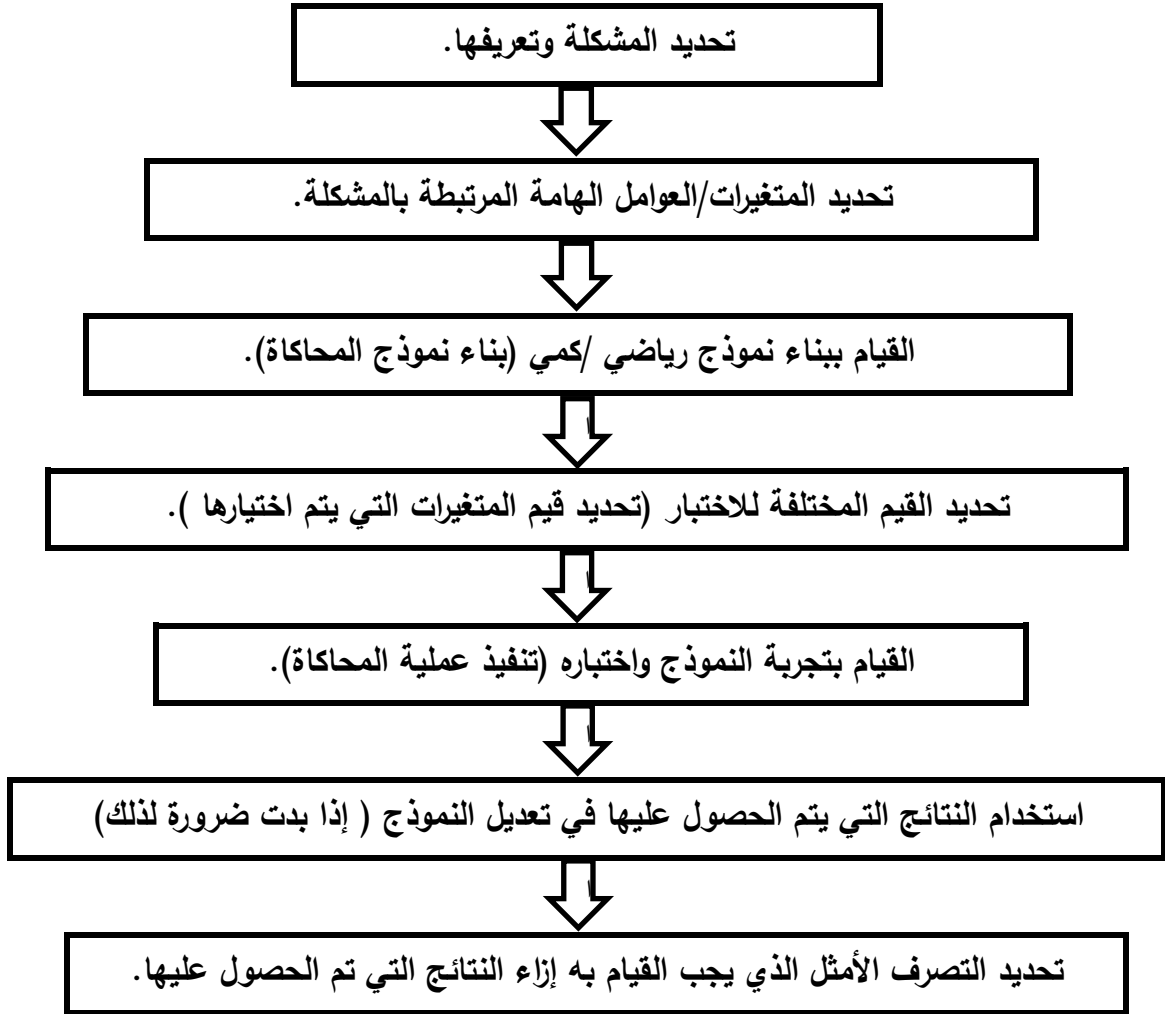 تحديد المشكلة وتعريفها.
تحديد المتغيرات/العوامل الهامة المرتبطة بالمشكلة.
القيام ببناء نموذج رياضي /كمي (بناء نموذج المحاكاة).
تحديد القيم المختلفة للاختبار (تحديد قيم المتغيرات التي يتم اختيارها ).
القيام بتجربة النموذج واختباره (تنفيذ عملية المحاكاة).
استخدام النتائج التي يتم الحصول عليها في تعديل النموذج ( إذا بدت ضرورة لذلك)
تحديد التصرف الأمثل الذي يجب القيام به إزاء النتائج التي تم الحصول عليها.